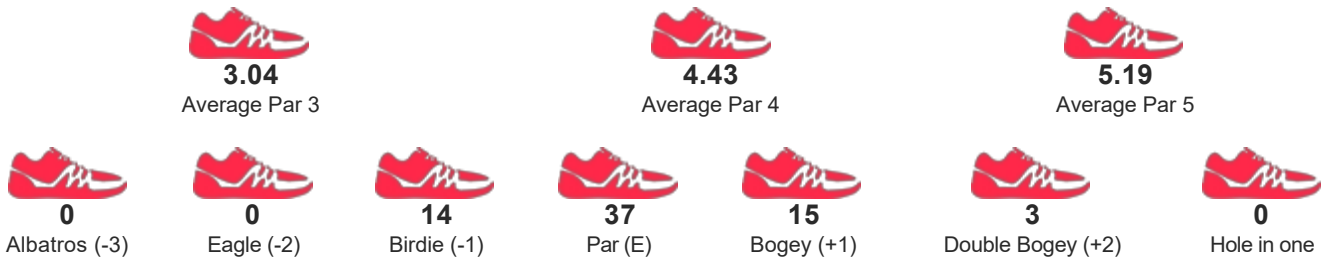 3.04 4.43 5.19
Average Par 3 Average Par 4 Average Par 5
0 0 14 37 15 3 0
Albatros (-3) Eagle (-2) Birdie (-1) Par (E) Bogey (+1) Double Bogey (+2) Hole in one